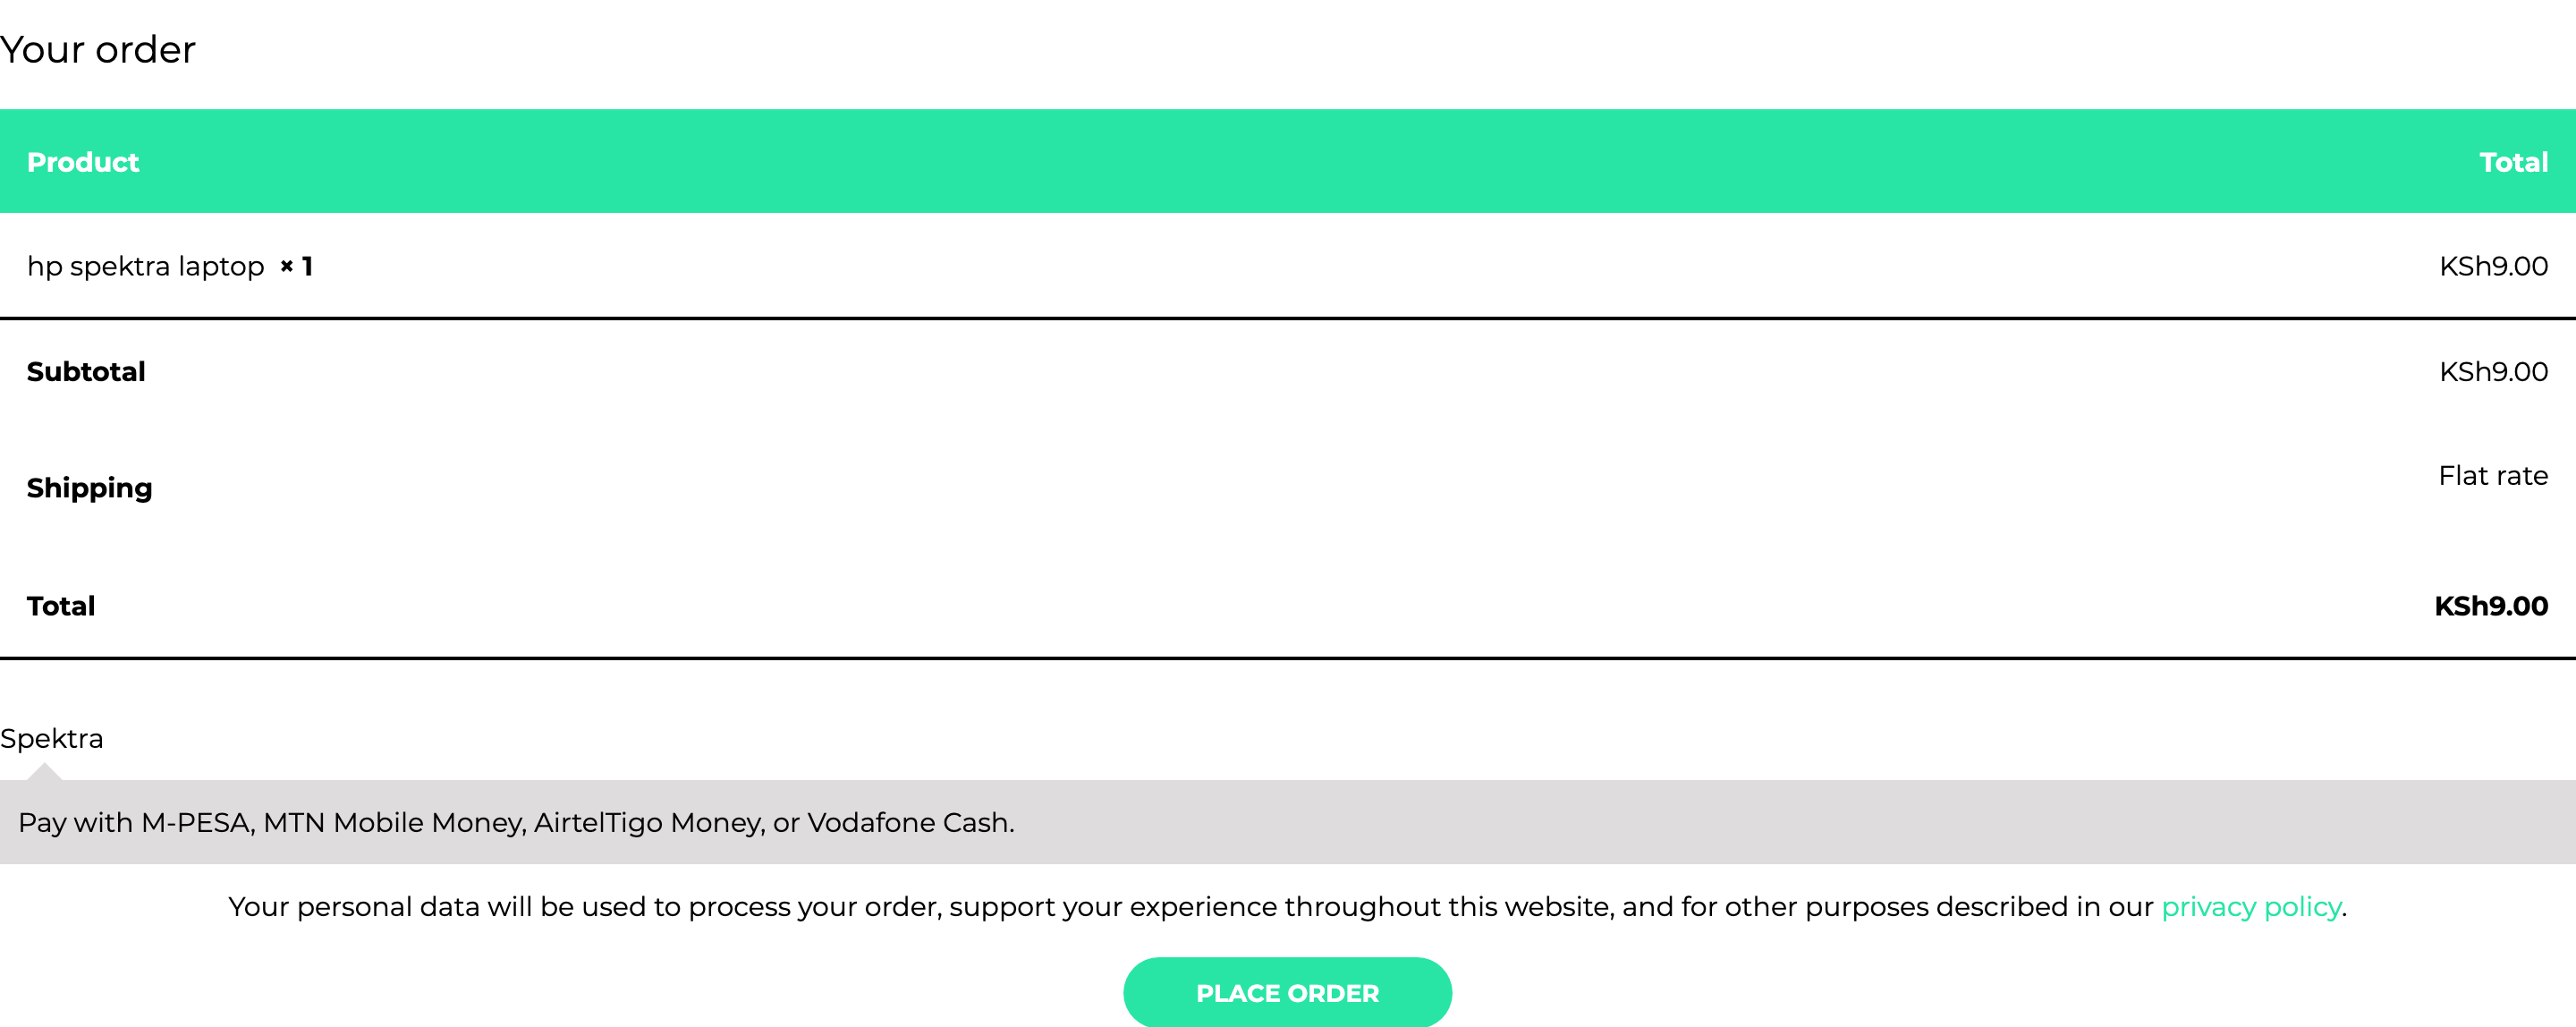 Your order
Product Total
hp spektra laptop × 1 KSh9.00
Subtotal KSh9.00
Shipping Flat rate
Total KSh9.00
Spektra
Pay with M-PESA, MTN Mobile Money, AirtelTigo Money, or Vodafone Cash.
Your personal data will be used to process your order, support your experience throughout this website, and for other purposes described in our privacy policy.
PLACE ORDER